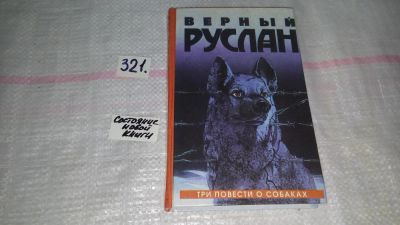 ВЕРНЫЙ
РУСЛАН
321.
СОСТОЯНИЕ
НОВОЙ
КНИГИ
ТРИ ПОВЕСТИ О СОБАКАХ